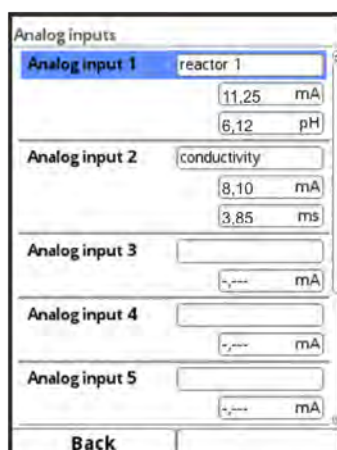 Analog inputs
Analog input 1 reactor 1
11,25 mA
6,12 pH
Analog input 2 conductivity
8,10 mA
3,85 ms
Analog input 3
-,--- mA
Analog input 4
-,--- mA
Analog input 5
-,--- mA
Back